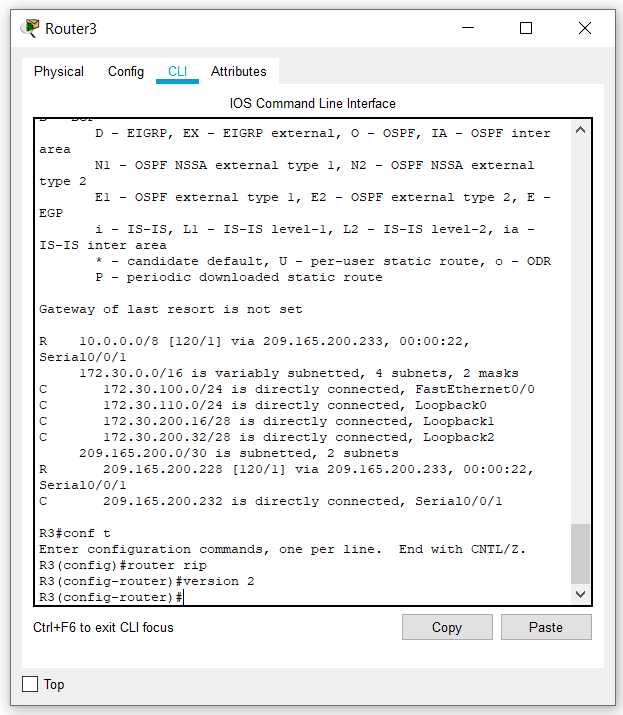 Router3
Physical Config CLI Attributes
IOS Command Line Interface
D - EIGRP, EX - EIGRP external, O - OSPF, IA - OSPF inter
area
N1 - OSPF NSSA external type 1, N2 - OSPF NSSA external
type 2
E1 - OSPF external type 1, E2 - OSPF external type 2, E -
EGP
i - IS-IS, L1 - IS-IS level-1, L2 - IS-IS level-2, ia -
IS-IS inter area
* - candidate default, U - per-user static route, o - ODR
P - periodic downloaded static route
Gateway of last resort is not set
R 10.0.0.0/8 [120/1] via 209.165.200.233, 00:00:22,
Serial0/0/1
172.30.0.0/16 is variably subnetted, 4 subnets, 2 masks
C 172.30.100.0/24 is directly connected, FastEthernet0/0
C 172.30.110.0/24 is directly connected, Loopback0
C 172.30.200.16/28 is directly connected, Loopback1
C 172.30.200.32/28 is directly connected, Loopback2
209.165.200.0/30 is subnetted, 2 subnets
R 209.165.200.228 [120/1] via 209.165.200.233, 00:00:22,
Serial0/0/1
C 209.165.200.232 is directly connected, Serial0/0/1
R3#conf t
Enter configuration commands, one per line. End with CNTL/Z.
R3(config)#router rip
R3(config-router)#version 2
R3(config-router)#
Ctrl+F6 to exit CLI focus
Copy Paste
Top